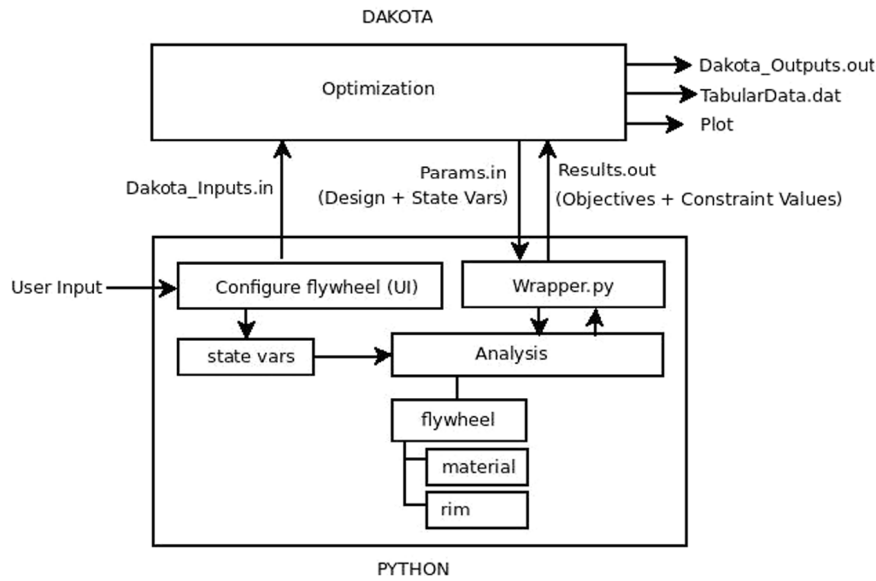 DAKOTA
Optimization
Dakota_Outputs.out
TabularData.dat
Plot
Dakota_Inputs.in
Params.in
(Design + State Vars)
Results.out
(Objectives + Constraint Values)
User Input
Configure flywheel (UI)
Wrapper.py
state vars
Analysis
flywheel
material
rim
PYTHON